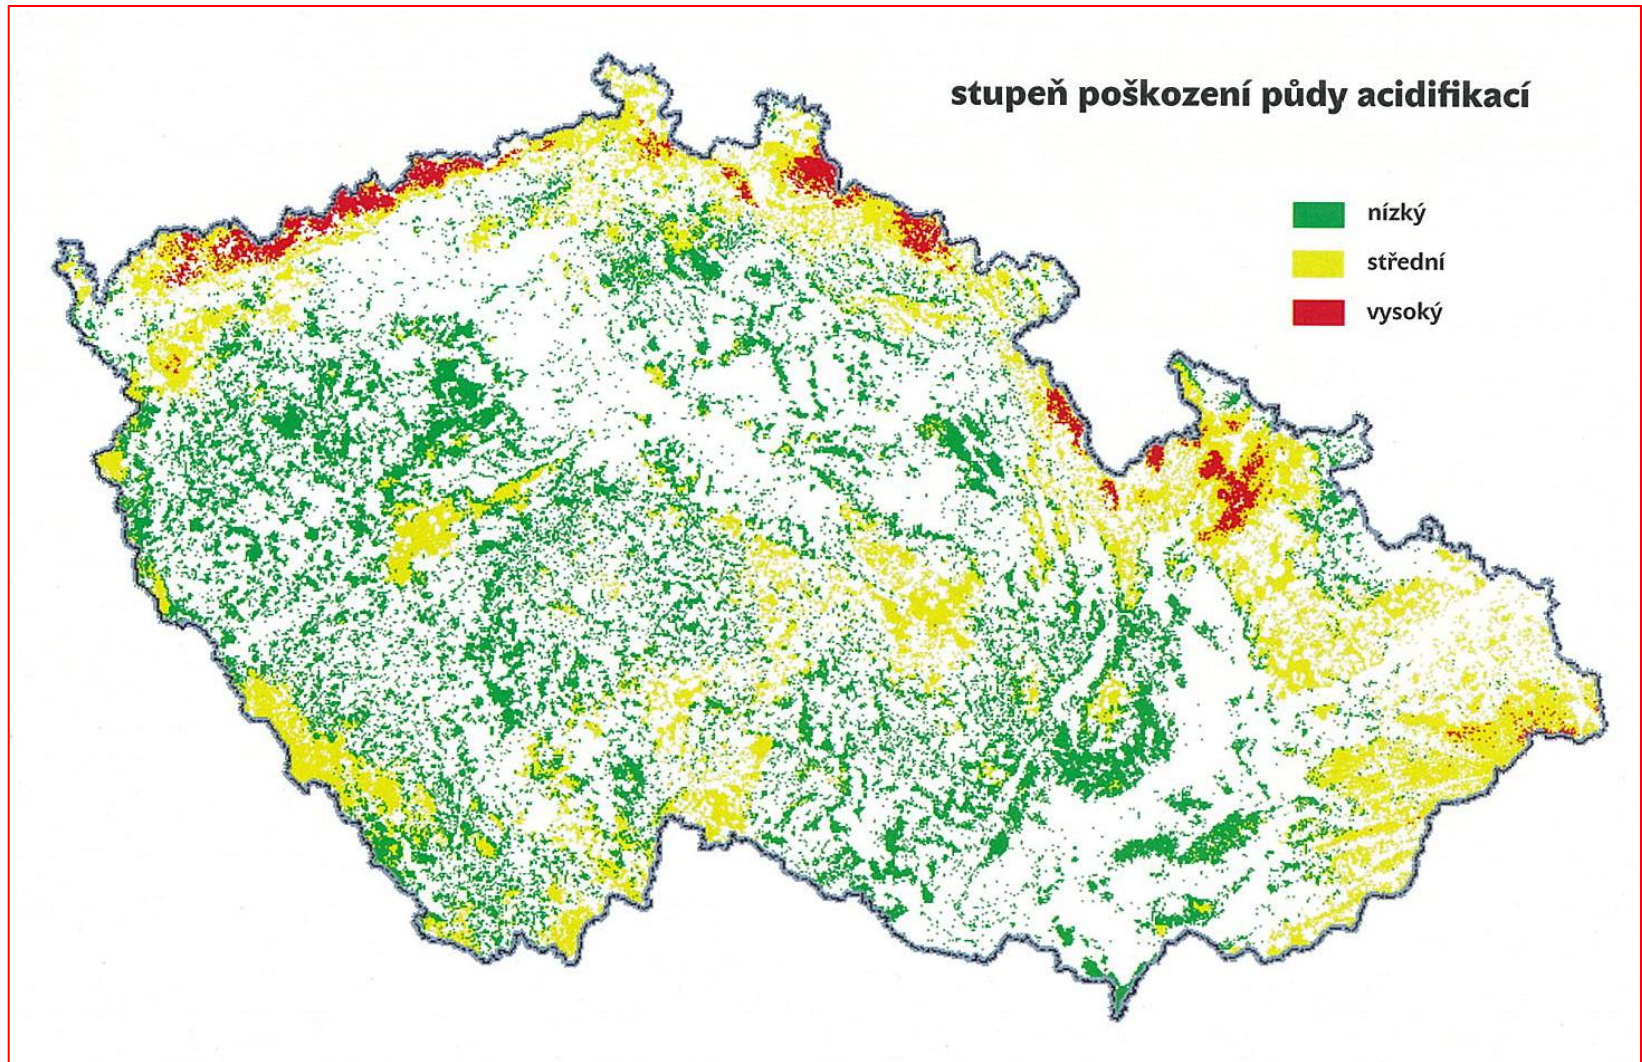 stupeň poškození půdy acidifikací
nízký
střední
vysoký